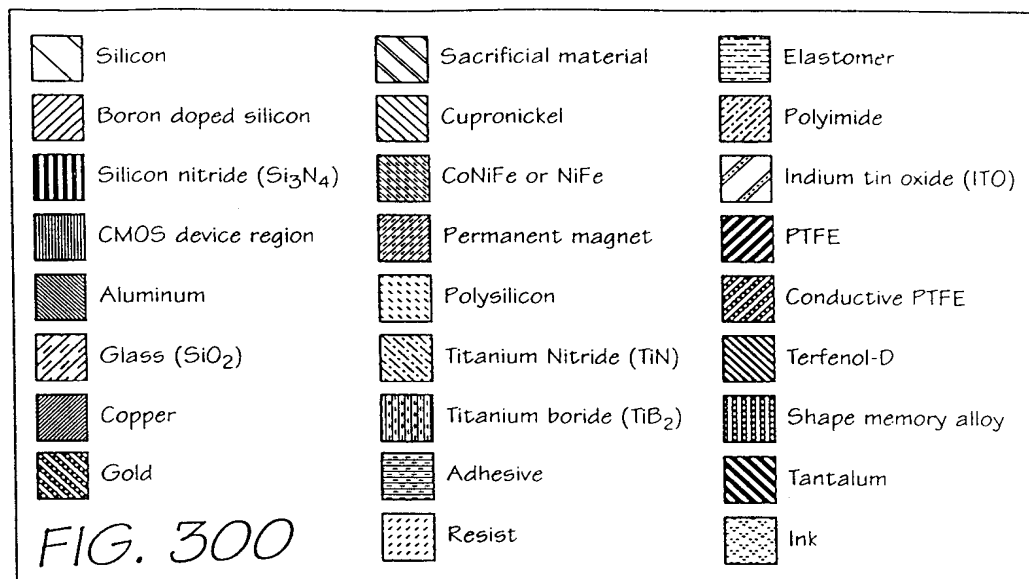 Silicon
Boron doped silicon
Silicon nitride (Si₃N₄)
CMOS device region
Aluminum
Glass (SiO₂)
Copper
Gold
FIG. 300
Sacrificial material
Cupronickel
CoNiFe or NiFe
Permanent magnet
Polysilicon
Titanium Nitride (TiN)
Titanium boride (TiB₂)
Adhesive
Resist
Elastomer
Polyimide
Indium tin oxide (ITO)
PTFE
Conductive PTFE
Terfenol-D
Shape memory alloy
Tantalum
Ink